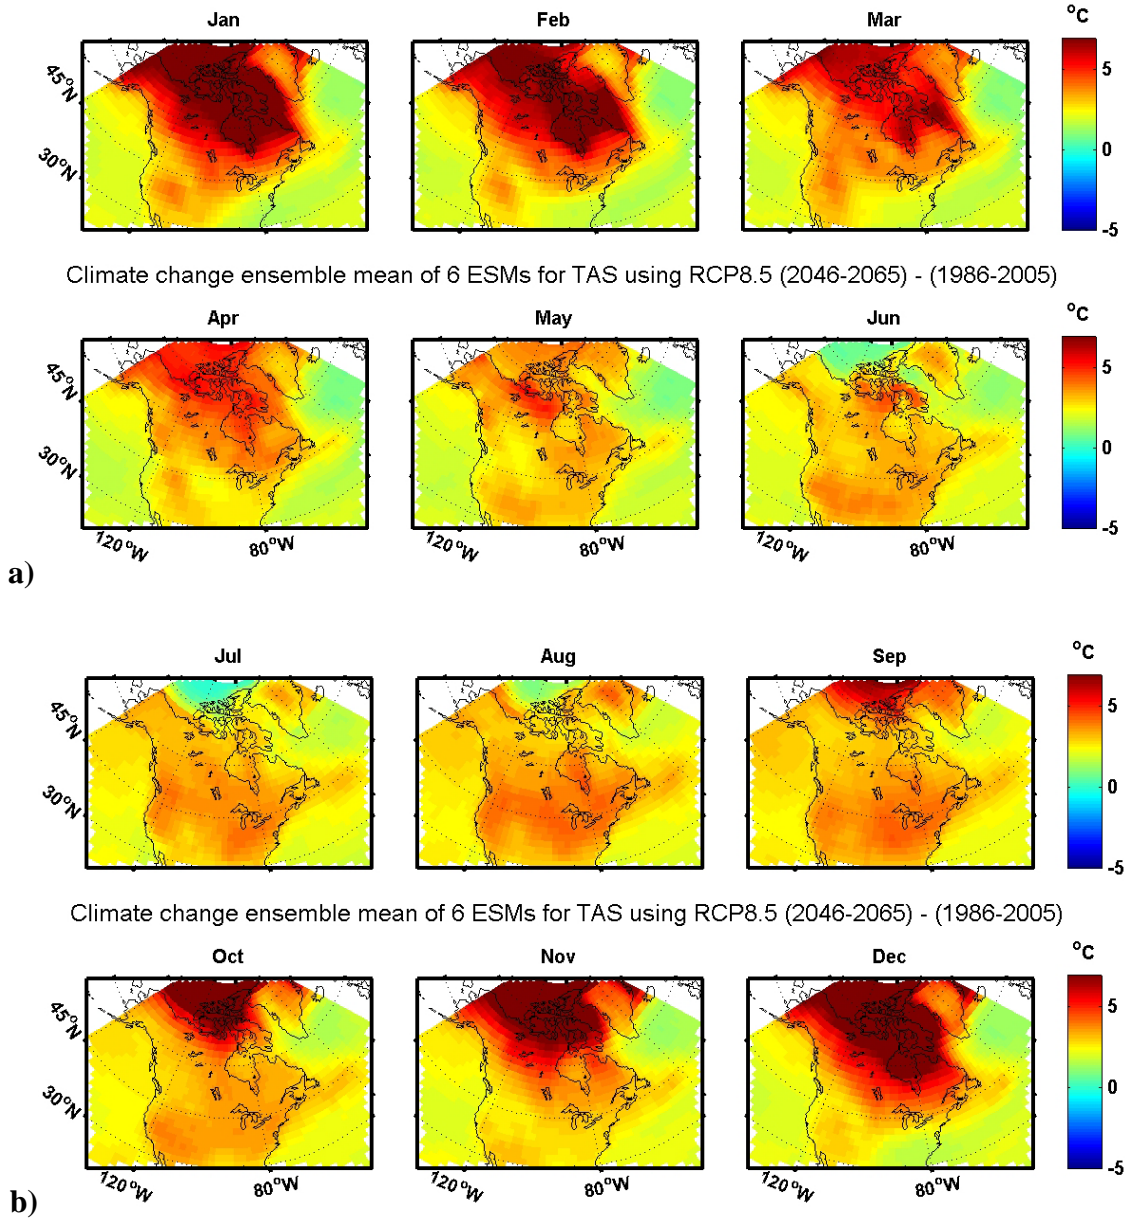 Jan Feb Mar °C
45°N
30°N
5
0
-5
Climate change ensemble mean of 6 ESMs for TAS using RCP8.5 (2046-2065) - (1986-2005)
Apr May Jun °C
45°N
30°N
5
0
-5
120°W 80°W 120°W 80°W 120°W 80°W
a)
Jul Aug Sep °C
45°N
30°N
5
0
-5
Climate change ensemble mean of 6 ESMs for TAS using RCP8.5 (2046-2065) - (1986-2005)
Oct Nov Dec °C
45°N
30°N
5
0
-5
120°W 80°W 120°W 80°W 120°W 80°W
b)